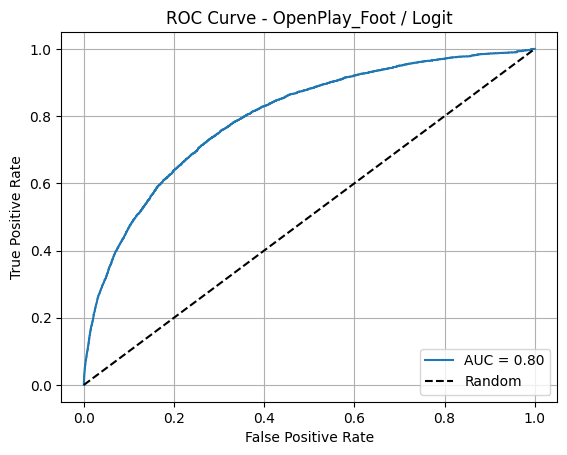 ROC Curve - OpenPlay_Foot / Logit
True Positive Rate
1.0
0.8
0.6
0.4
0.2
0.0
AUC = 0.80
Random
0.0 0.2 0.4 0.6 0.8 1.0
False Positive Rate